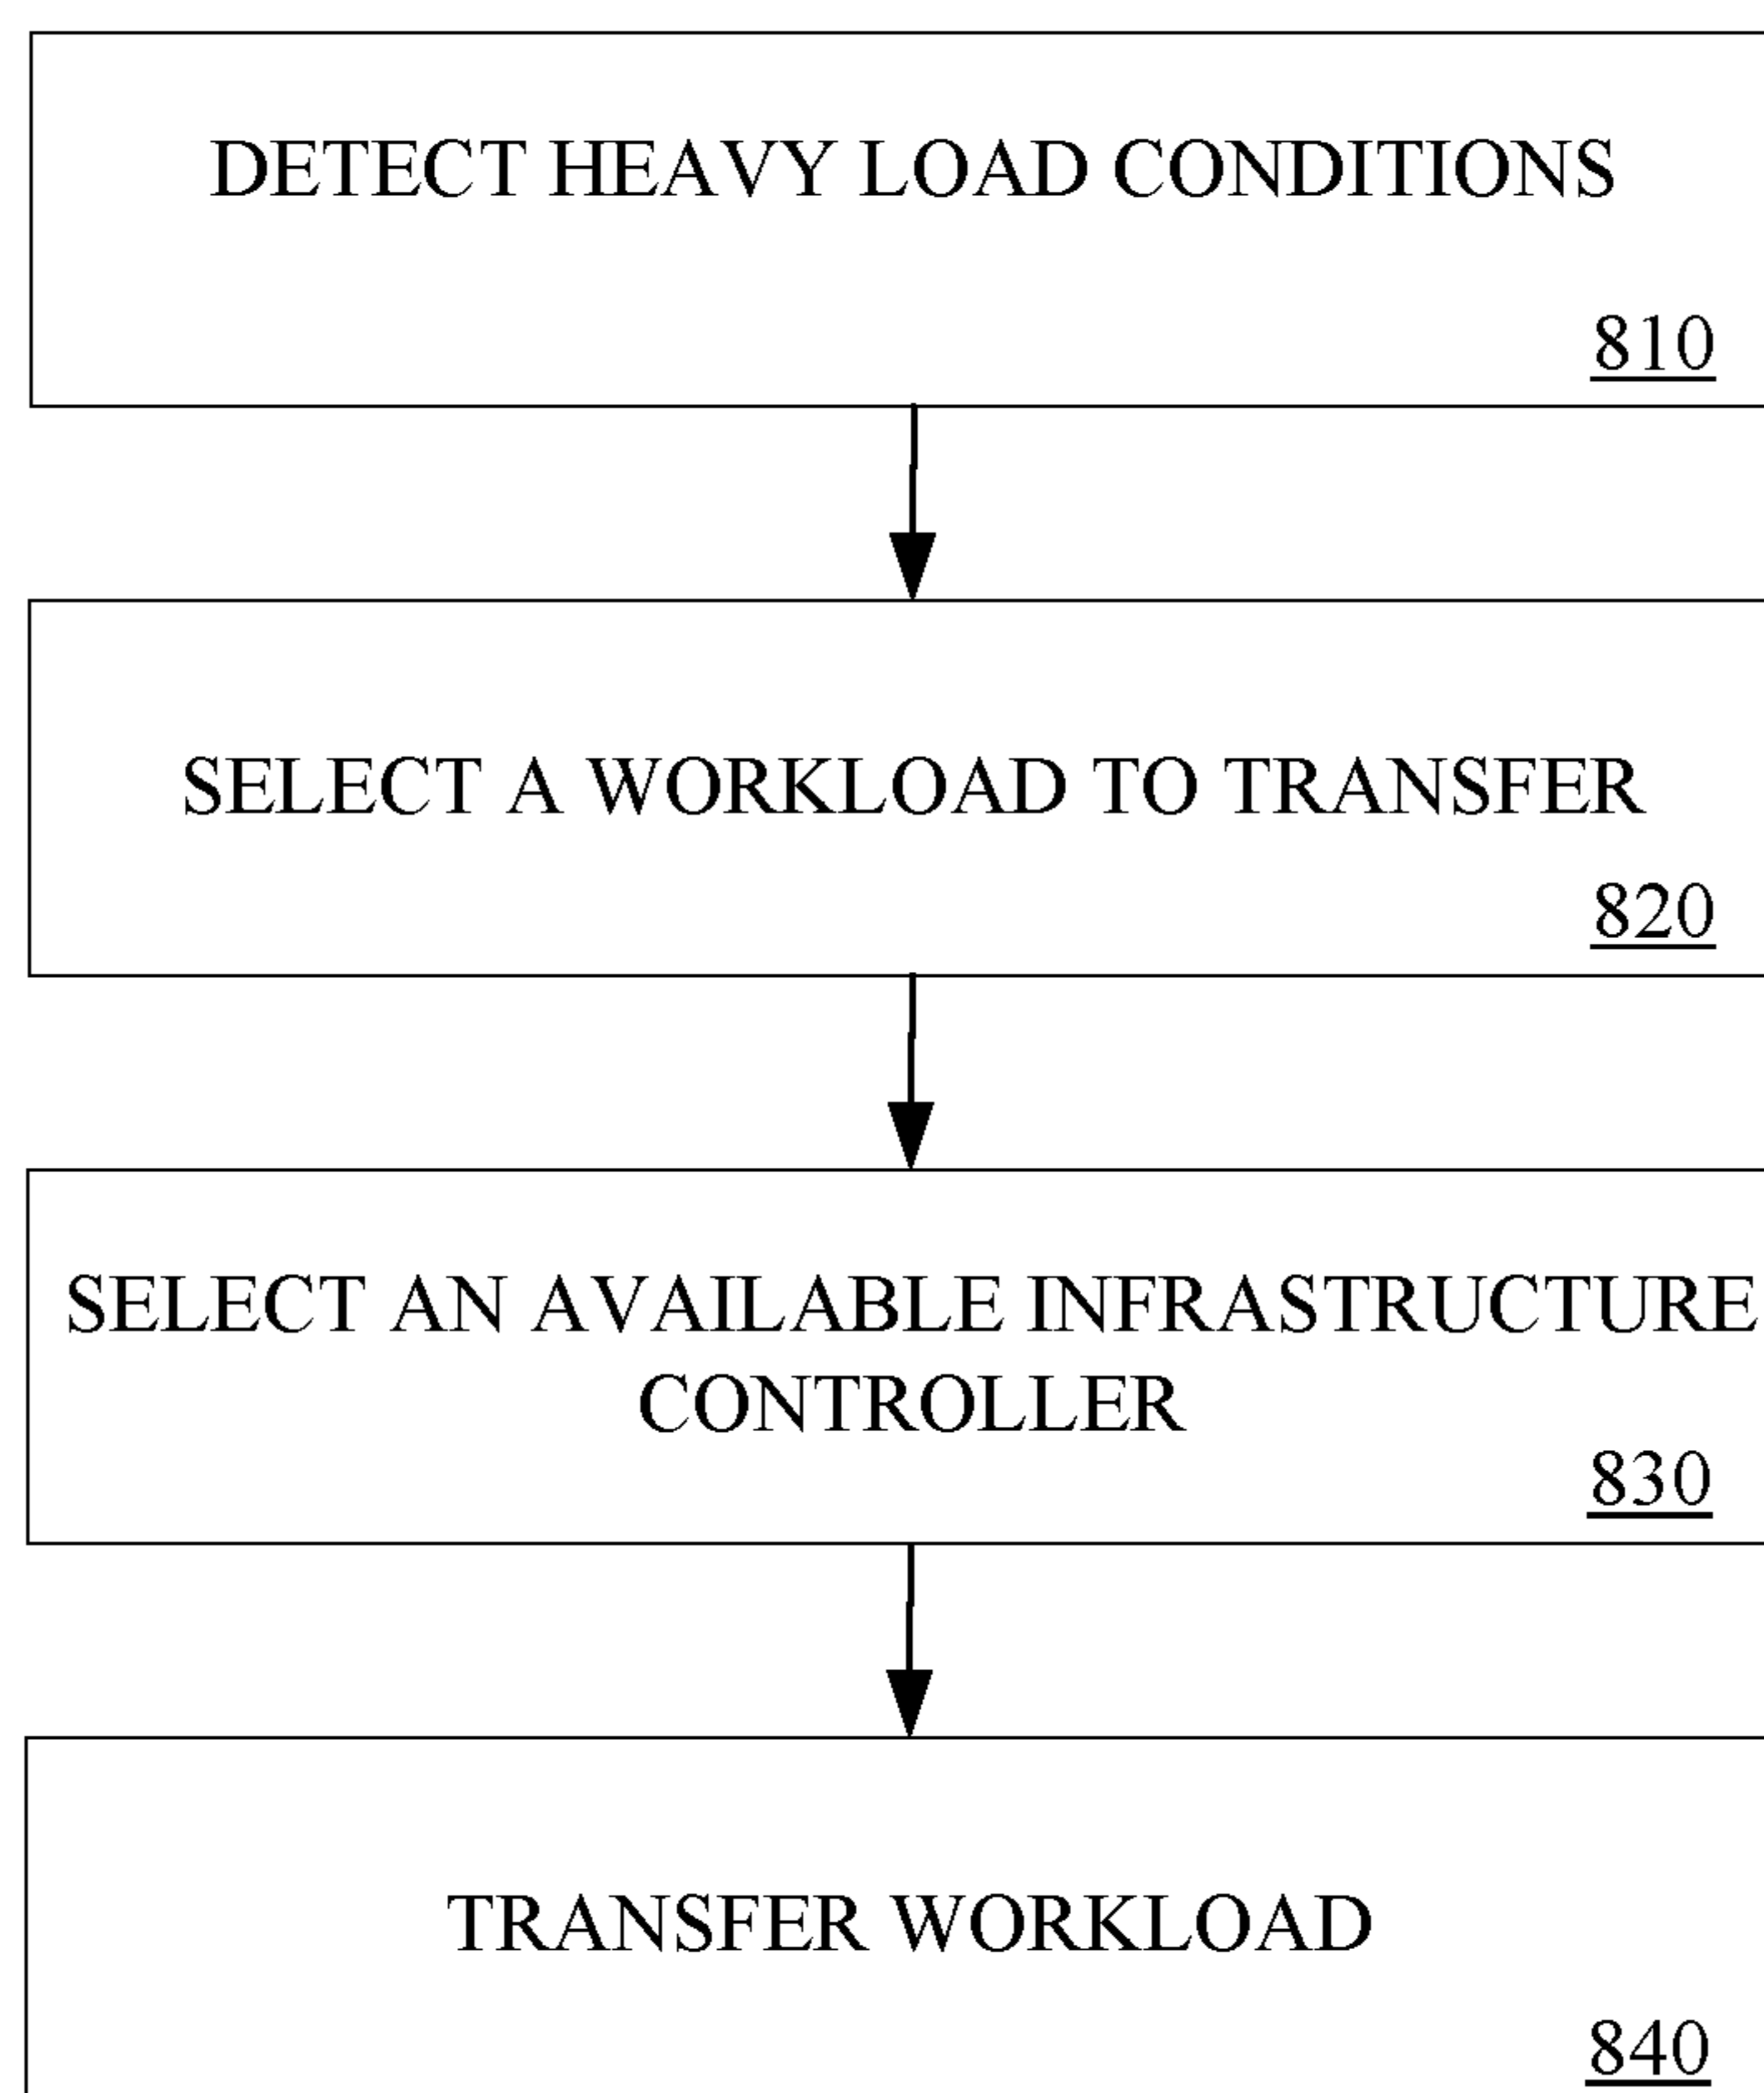 DETECT HEAVY LOAD CONDITIONS
810
SELECT A WORKLOAD TO TRANSFER
820
SELECT AN AVAILABLE INFRASTRUCTURE
CONTROLLER
830
TRANSFER WORKLOAD
840